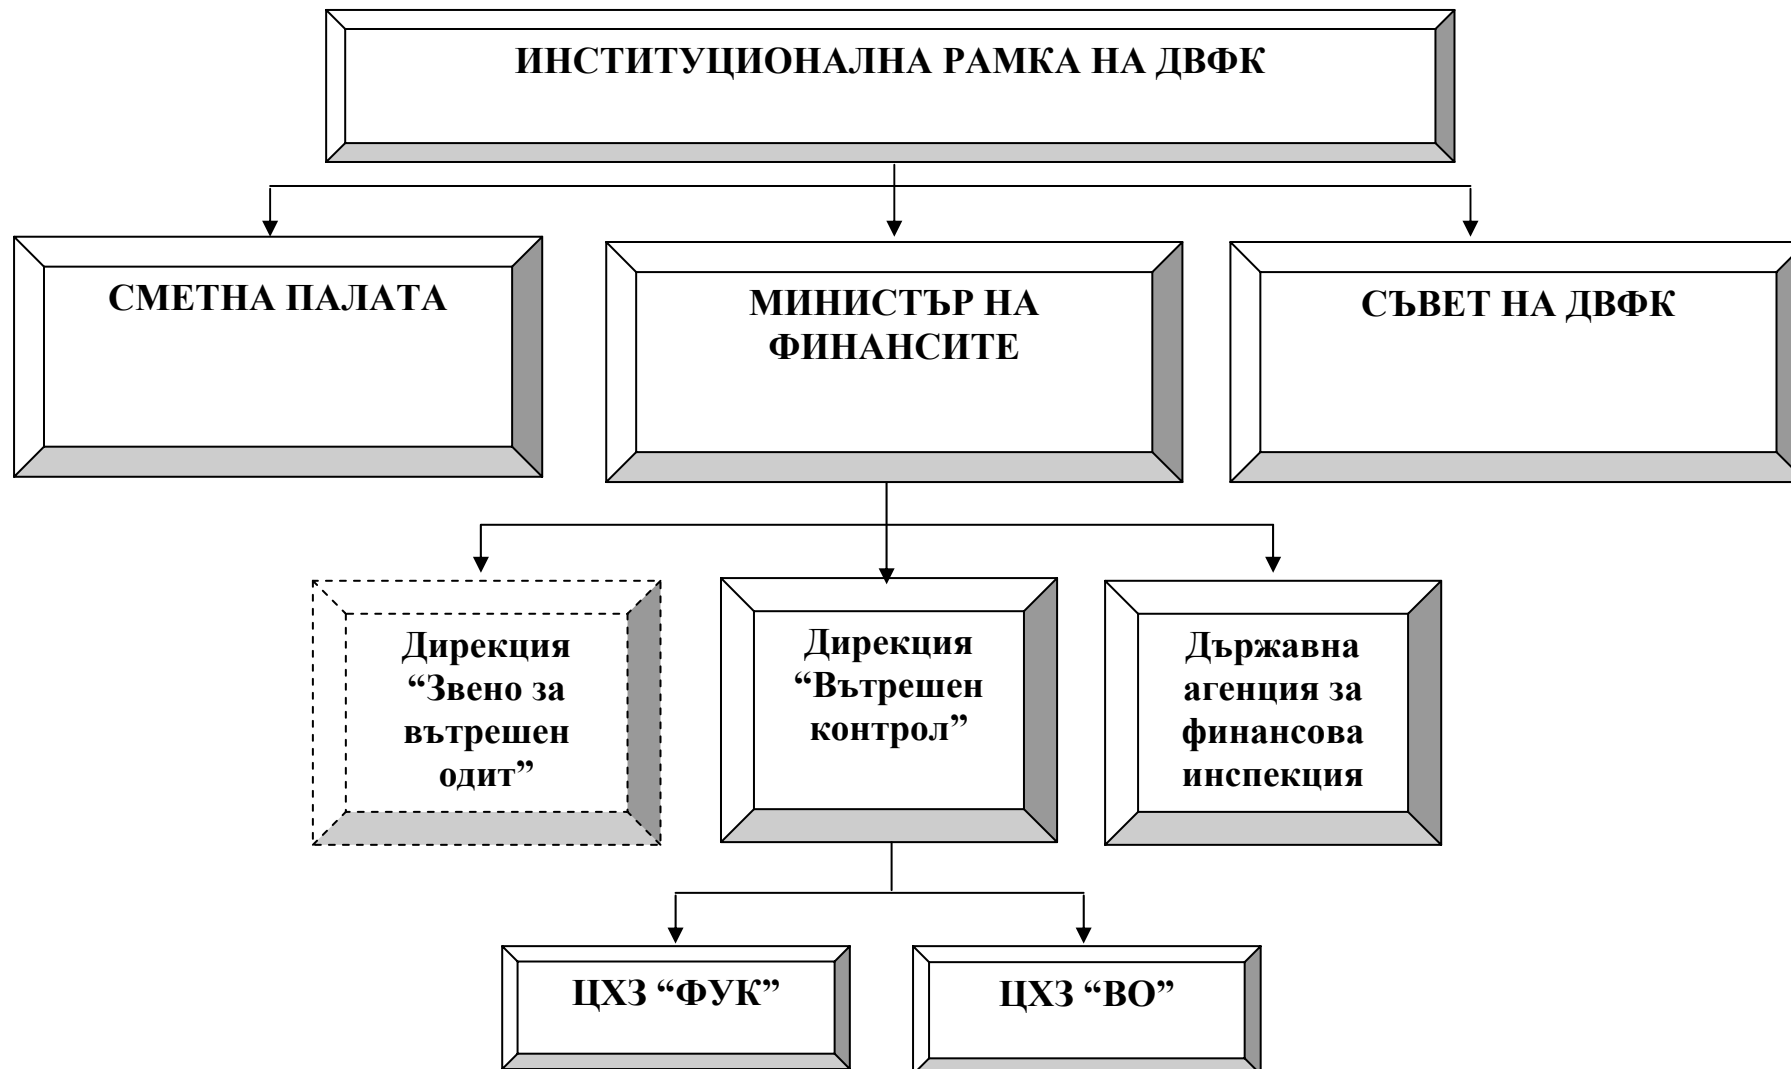 ИНСТИТУЦИОНАЛНА РАМКА НА ДВФК
СМЕТНА ПАЛАТА
МИНИСТЪР НА
ФИНАНСИТЕ
СЪВЕТ НА ДВФК
Дирекция
“Звено за
вътрешен
одит”
Дирекция
“Вътрешен
контрол”
Държавна
агенция за
финансова
инспекция
ЦХЗ “ФУК”
ЦХЗ “ВО”